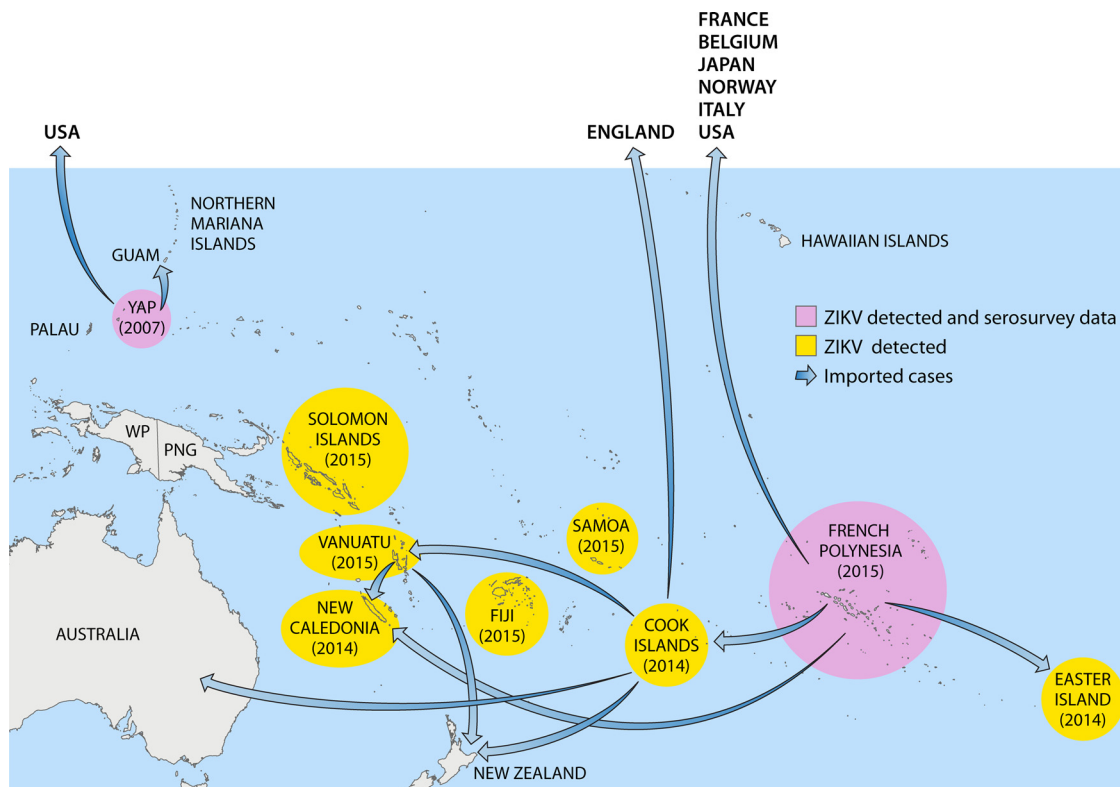 FRANCE
BELGIUM
JAPAN
NORWAY
ITALY
USA
USA
ENGLAND
NORTHERN
MARIANA
ISLANDS
GUAM
HAWAIIAN ISLANDS
YAP
(2007)
PALAU
ZIKV detected and serosurvey data
ZIKV detected
Imported cases
WP
PNG
SOLOMON
ISLANDS
(2015)
VANUATU
(2015)
SAMOA
(2015)
FRENCH
POLYNESIA
(2015)
NEW
CALEDONIA
(2014)
FIJI
(2015)
COOK
ISLANDS
(2014)
AUSTRALIA
EASTER
ISLAND
(2014)
NEW ZEALAND